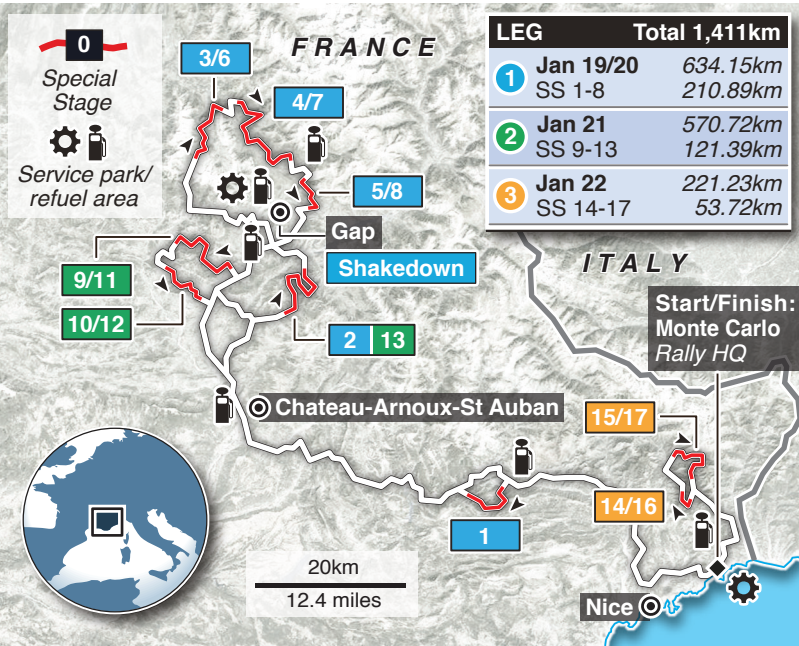 0
Special
Stage
Service park/
refuel area
FRANCE
LEG Total 1,411km
1 Jan 19/20 634.15km
SS 1-8 210.89km
2 Jan 21 570.72km
SS 9-13 121.39km
3 Jan 22 221.23km
SS 14-17 53.72km
3/6
4/7
5/8
Gap
Shakedown
9/11
10/12
2 13
ITALY
Start/Finish:
Monte Carlo
Rally HQ
Chateau-Arnoux-St Auban
15/17
14/16
1
20km
12.4 miles
Nice